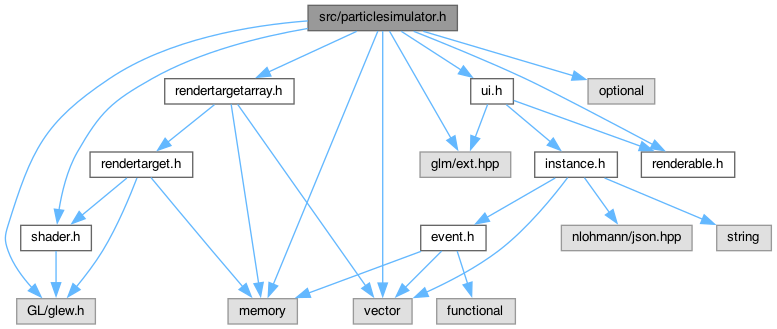 src/particlesimulator.h
rendertargetarray.h
ui.h
optional
rendertarget.h
glm/ext.hpp
instance.h
renderable.h
shader.h
event.h
nlohmann/json.hpp
string
GL/glew.h
memory
vector
functional